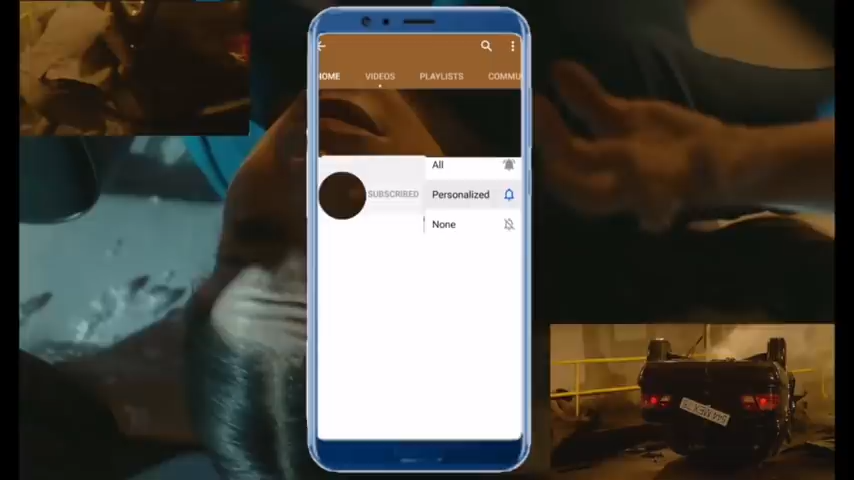 HOME
VIDEOS
PLAYLISTS
COMMU
All
SUBSCRIBED
Personalized
None